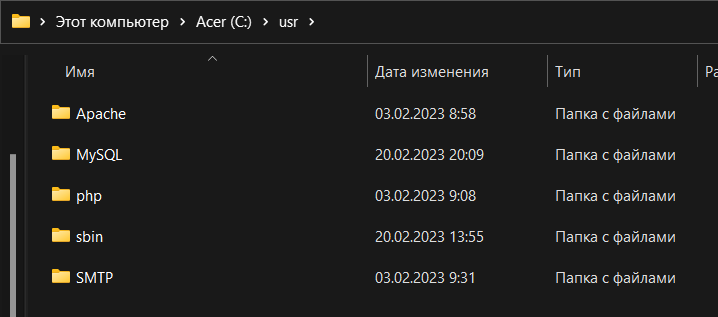 Этот компьютер Acer (C:) usr
Имя Дата изменения Тип Ра
Apache 03.02.2023 8:58 Папка с файлами
MySQL 20.02.2023 20:09 Папка с файлами
php 03.02.2023 9:08 Папка с файлами
sbin 20.02.2023 13:55 Папка с файлами
SMTP 03.02.2023 9:31 Папка с файлами